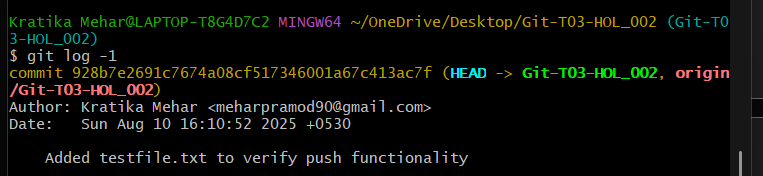 Kratika Mehar@LAPTOP-T8G4D7C2 MINGW64 ~/OneDrive/Desktop/Git-T03-HOL_002 (Git-T0
3-HOL_002)
$ git log -1
commit 928b7e2691c7674a08cf517346001a67c413ac7f (HEAD -> Git-T03-HOL_002, origin
/Git-T03-HOL_002)
Author: Kratika Mehar <meharpramod90@gmail.com>
Date:   Sun Aug 10 16:10:52 2025 +0530

    Added testfile.txt to verify push functionality